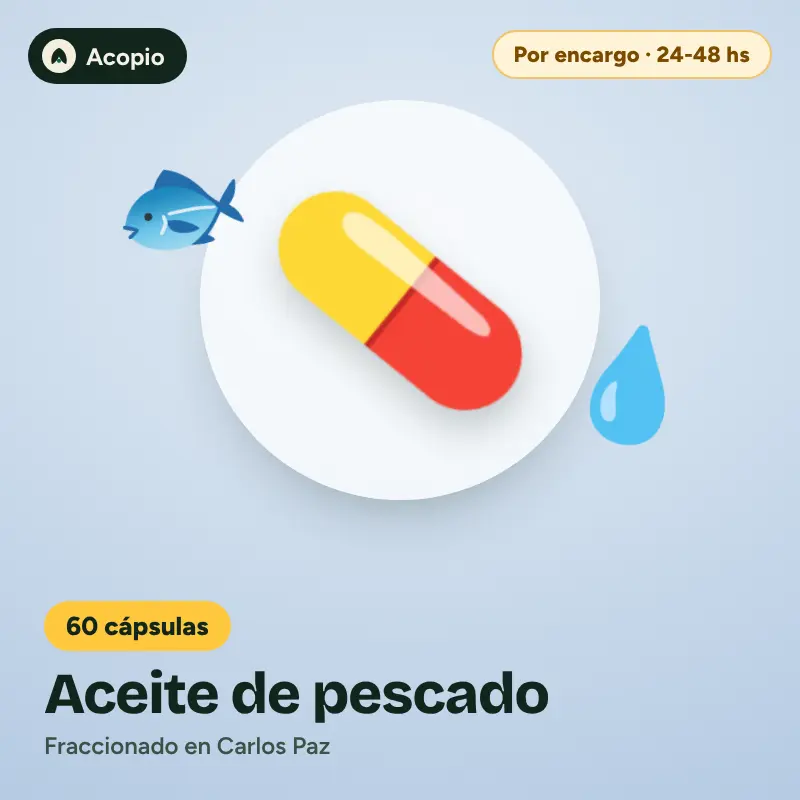 Acopio
Por encargo · 24-48 hs
60 cápsulas
Aceite de pescado
Fraccionado en Carlos Paz